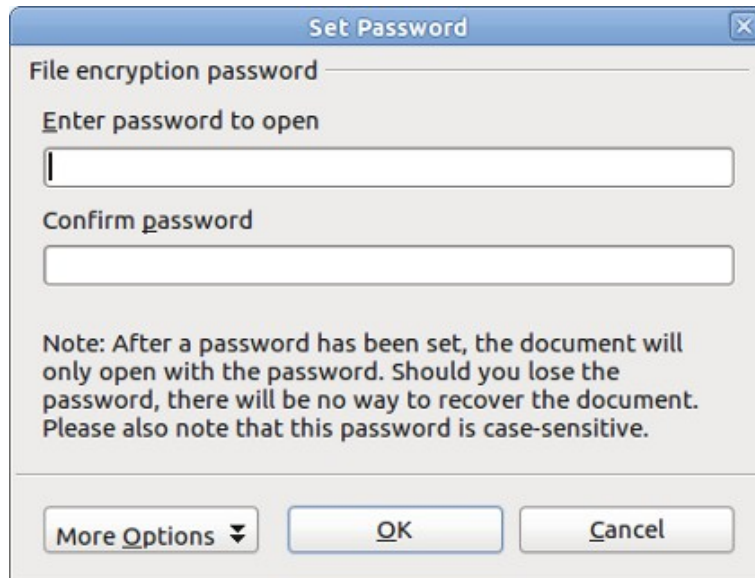 Set Password
File encryption password
Enter password to open
Confirm password
Note: After a password has been set, the document will
only open with the password. Should you lose the
password, there will be no way to recover the document.
Please also note that this password is case-sensitive.
More Options
OK
Cancel